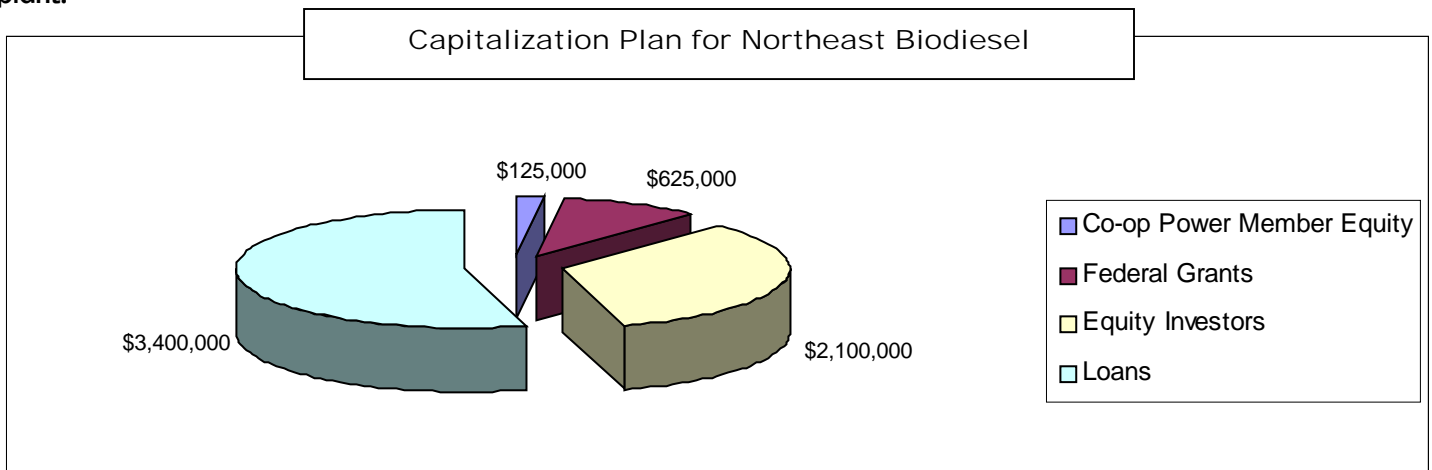 plant.
Capitalization Plan for Northeast Biodiesel
$125,000
$625,000
$3,400,000
$2,100,000
Co-op Power Member Equity
Federal Grants
Equity Investors
Loans